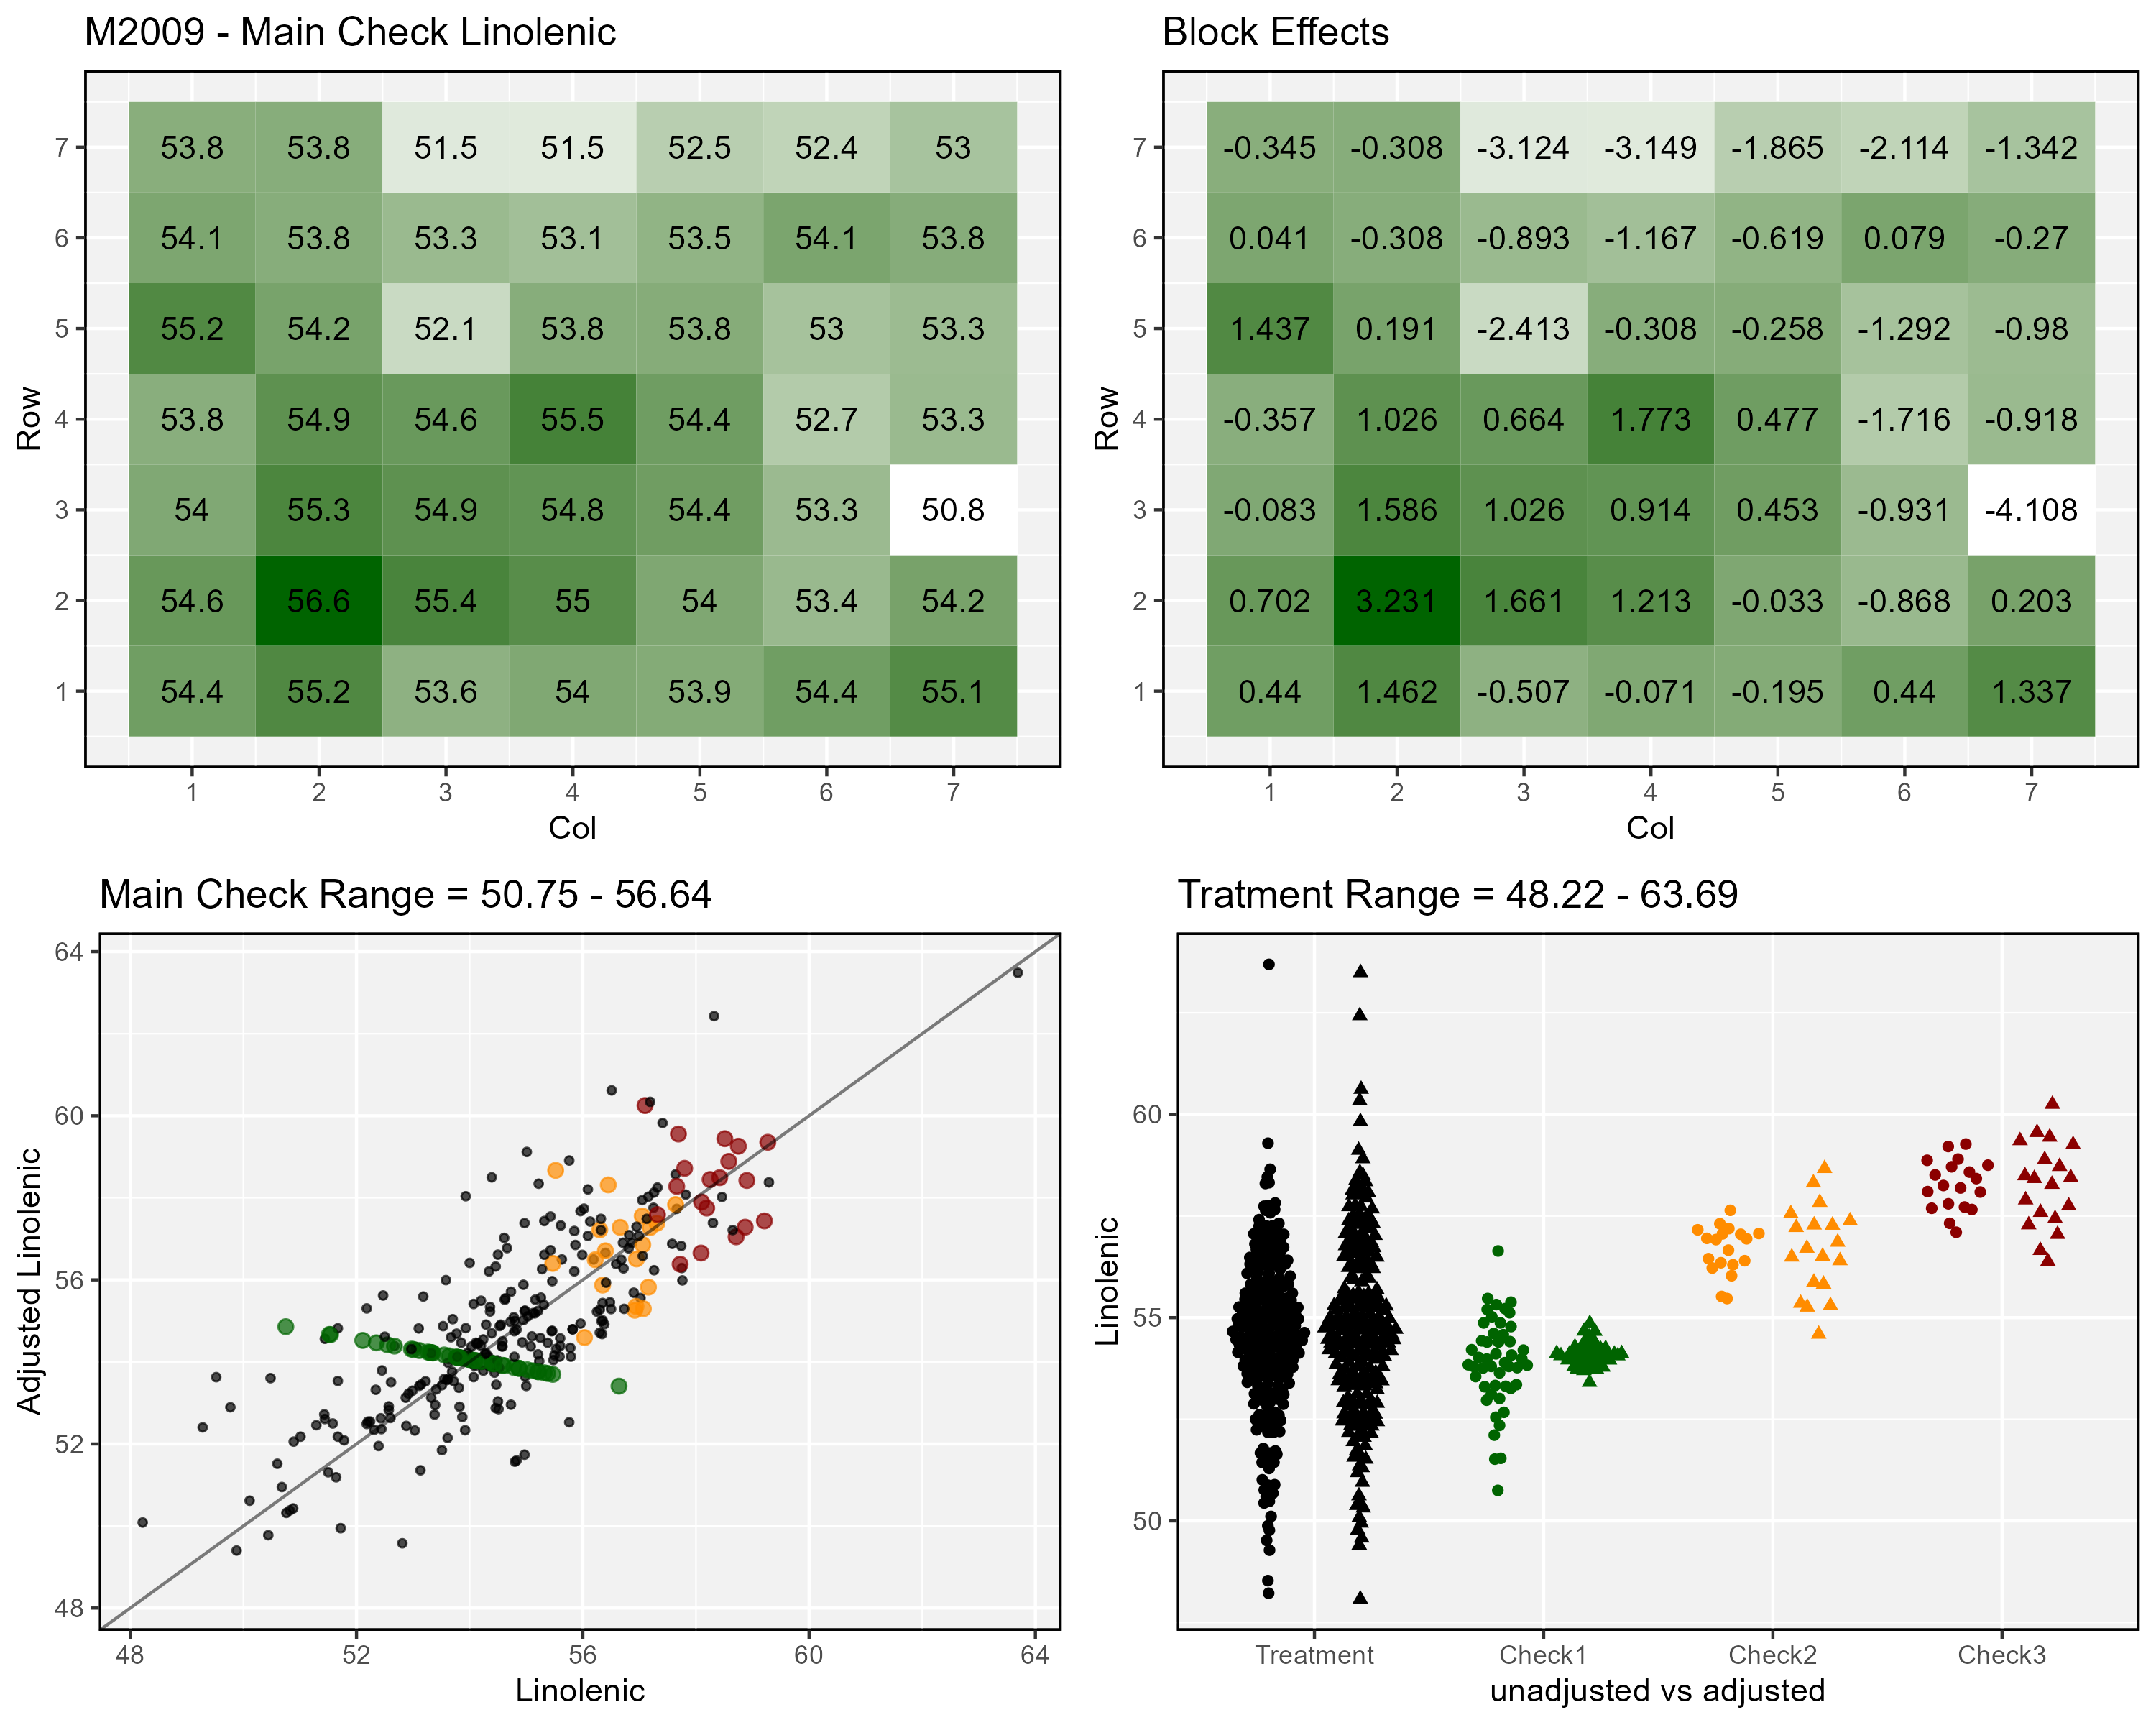 M2009 - Main Check Linolenic
7 53.8 53.8 51.5 51.5 52.5 52.4 53
6 54.1 53.8 53.3 53.1 53.5 54.1 53.8
5 55.2 54.2 52.1 53.8 53.8 53 53.3
4 53.8 54.9 54.6 55.5 54.4 52.7 53.3
3 54 55.3 54.9 54.8 54.4 53.3 50.8
2 54.6 56.6 55.4 55 54 53.4 54.2
1 54.4 55.2 53.6 54 53.9 54.4 55.1
Row
1 2 3 4 5 6 7
Col
Block Effects
7 -0.345 -0.308 -3.124 -3.149 -1.865 -2.114 -1.342
6 0.041 -0.308 -0.893 -1.167 -0.619 0.079 -0.27
5 1.437 0.191 -2.413 -0.308 -0.258 -1.292 -0.98
4 -0.357 1.026 0.664 1.773 0.477 -1.716 -0.918
3 -0.083 1.586 1.026 0.914 0.453 -0.931 -4.108
2 0.702 3.231 1.661 1.213 -0.033 -0.868 0.203
1 0.44 1.462 -0.507 -0.071 -0.195 0.44 1.337
Row
1 2 3 4 5 6 7
Col
Main Check Range = 50.75 - 56.64
64
60
56
52
48
Adjusted Linolenic
48 52 56 60 64
Linolenic
Tratment Range = 48.22 - 63.69
60
55
50
Linolenic
Treatment Check1 Check2 Check3
unadjusted vs adjusted